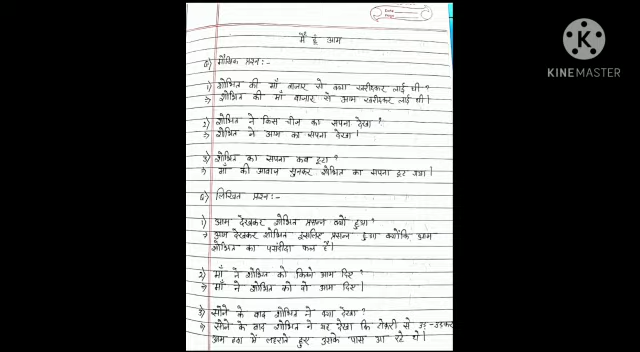 मैं हूं आम
KINEMASTER
क) मौखिक प्रश्न :-
1) शोभित की माँ बाजार से क्या खरीदकर लाई थी ?
→ शोभित की माँ बाजार से आम खरीदकर लाई थी।
2) शोभित ने किस चीज का सपना देखा ?
→ शोभित ने आम का सपना देखा।
3) शोभित का सपना कब टूटा ?
→ माँ की आवाज सुनकर शोभित का सपना टूट गया।
ख) लिखित प्रश्न :-
1) आम देखकर शोभित प्रसन्न क्यों हुआ ?
→ आम देखकर शोभित इसलिए प्रसन्न हुआ क्योंकि आम
शोभित का पसंदीदा फल है।
2) माँ ने शोभित को कितने आम दिए ?
→ माँ ने शोभित को दो आम दिए।
3) सोने के बाद शोभित ने क्या देखा ?
→ सोने के बाद शोभित ने यह देखा कि टोकरी से उड़-उड़कर
आम हवा में लहराते हुए उसके पास आ रहे थे।